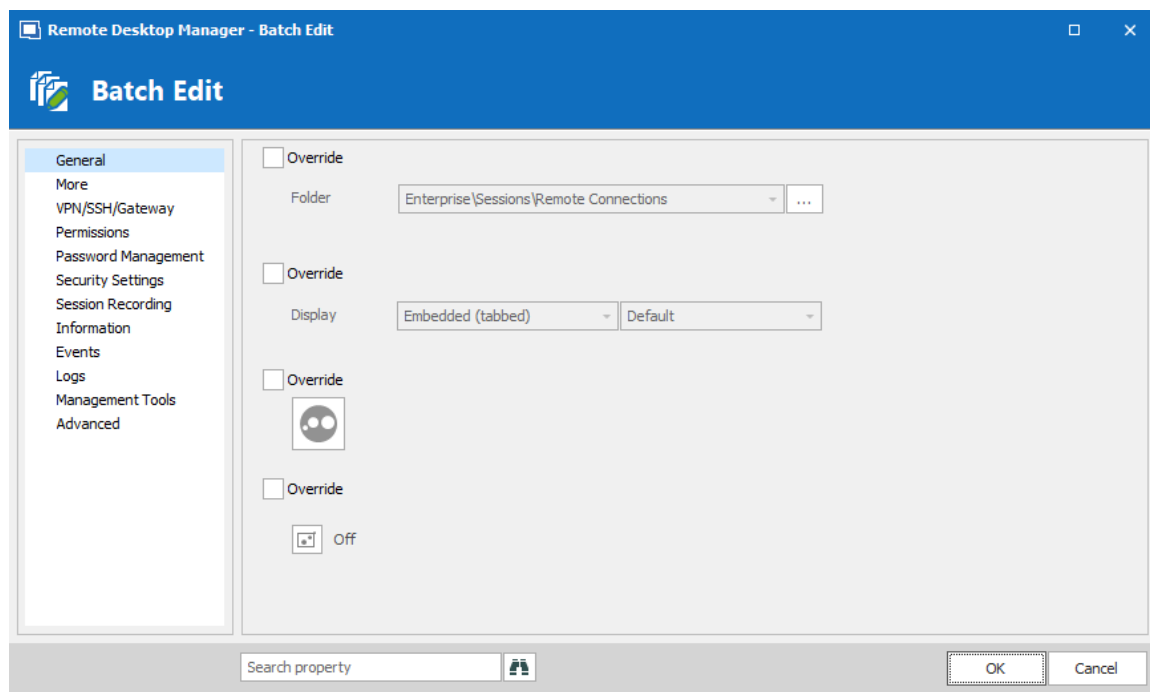 Remote Desktop Manager - Batch Edit
Batch Edit
General
More
VPN/SSH/Gateway
Permissions
Password Management
Security Settings
Session Recording
Information
Events
Logs
Management Tools
Advanced
Override
Folder Enterprise\Sessions\Remote Connections ...
Override
Display Embedded (tabbed) Default
Override
Override
Off
Search property OK Cancel